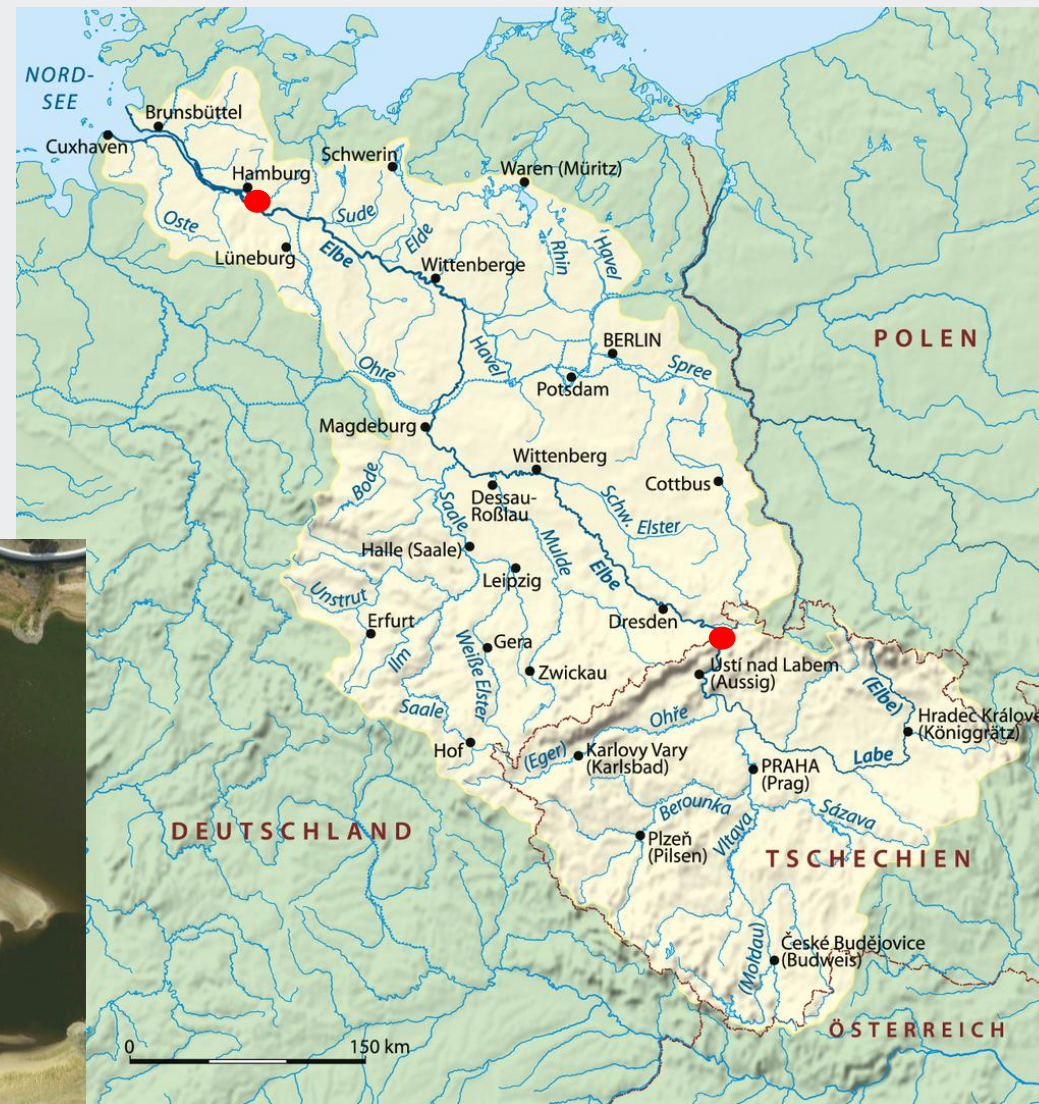 NORD-
SEE
Brunsbüttel
Cuxhaven
Schwerin
Waren (Müritz)
Hamburg
Oste
Sude
Elde
Rhin
Havel
Lüneburg
Elbe
Wittenberge
POLEN
BERLIN
Havel
Ohre
Potsdam
Spree
Magdeburg
Wittenberg
Cottbus
Bode
Dessau-
Roßlau
Schw.
Elster
Saale
Mulde
Halle (Saale)
Elbe
Leipzig
Unstrut
Dresden
Erfurt
Ilm
Gera
Weiße Elster
Zwickau
Ústí nad Labem
(Aussig)
(Elbe)
Saale
Ohře
Hradec Králové
(Königgrätz)
Hof
(Eger)
Karlovy Vary
(Karlsbad)
Labe
PRAHA
(Prag)
Berounka
Sázava
DEUTSCHLAND
Vltava
Plzeň
(Pilsen)
TSCHECHIEN
(Moldau)
České Budějovice
(Budweis)
ÖSTERREICH
0 150 km